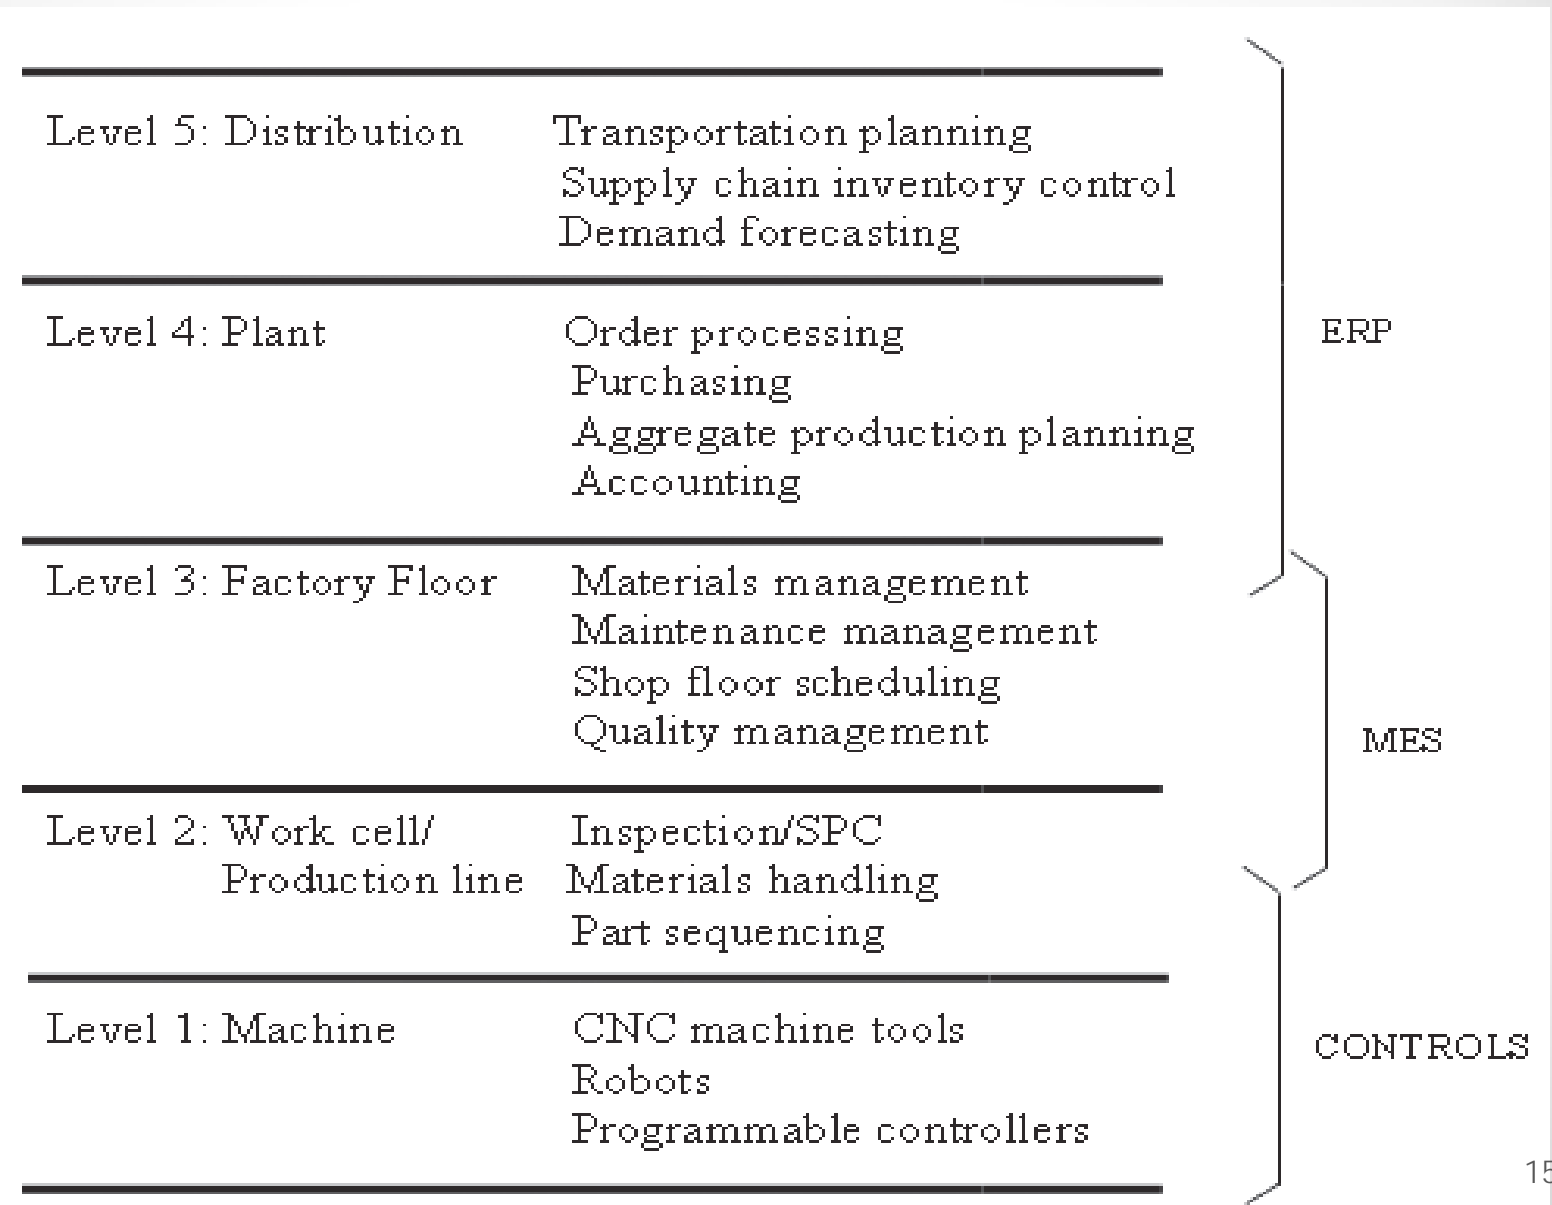 Level 5: Distribution Transportation planning
Supply chain inventory control
Demand forecasting
Level 4: Plant Order processing
Purchasing
Aggregate production planning
Accounting
ERP
Level 3: Factory Floor Materials management
Maintenance management
Shop floor scheduling
Quality management
MES
Level 2: Work cell/ Inspection/SPC
Production line Materials handling
Part sequencing
Level 1: Machine CNC machine tools
Robots
Programmable controllers
CONTROLS
15